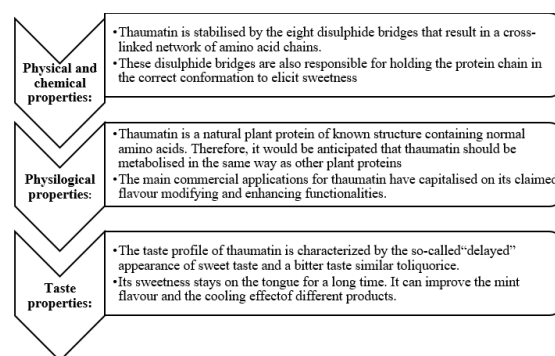 Physical and
chemical
properties:
•Thaumatin is stabilised by the eight disulphide bridges that result in a cross-
linked network of amino acid chains.
•These disulphide bridges are also responsible for holding the protein chain in
the correct conformation to elicit sweetness
Physilogical
properties:
•Thaumatin is a natural plant protein of known structure containing normal
amino acids. Therefore, it would be anticipated that thaumatin should be
metabolised in the same way as other plant proteins
•The main commercial applications for thaumatin have capitalised on its claimed
flavour modifying and enhancing functionalities.
Taste
properties:
•The taste profile of thaumatin is characterized by the so-called“delayed”
appearance of sweet taste and a bitter taste similar toliquorice.
•Its sweetness stays on the tongue for a long time. It can improve the mint
flavour and the cooling effectof different products.